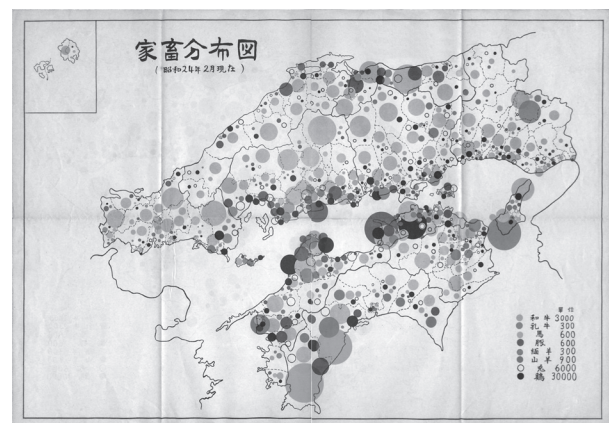 家畜分布図
(昭和24年2月現在)
単位
和牛 3000
乳牛 300
馬 600
豚 600
緬羊 300
山羊 900
兎 6000
鶏 30000